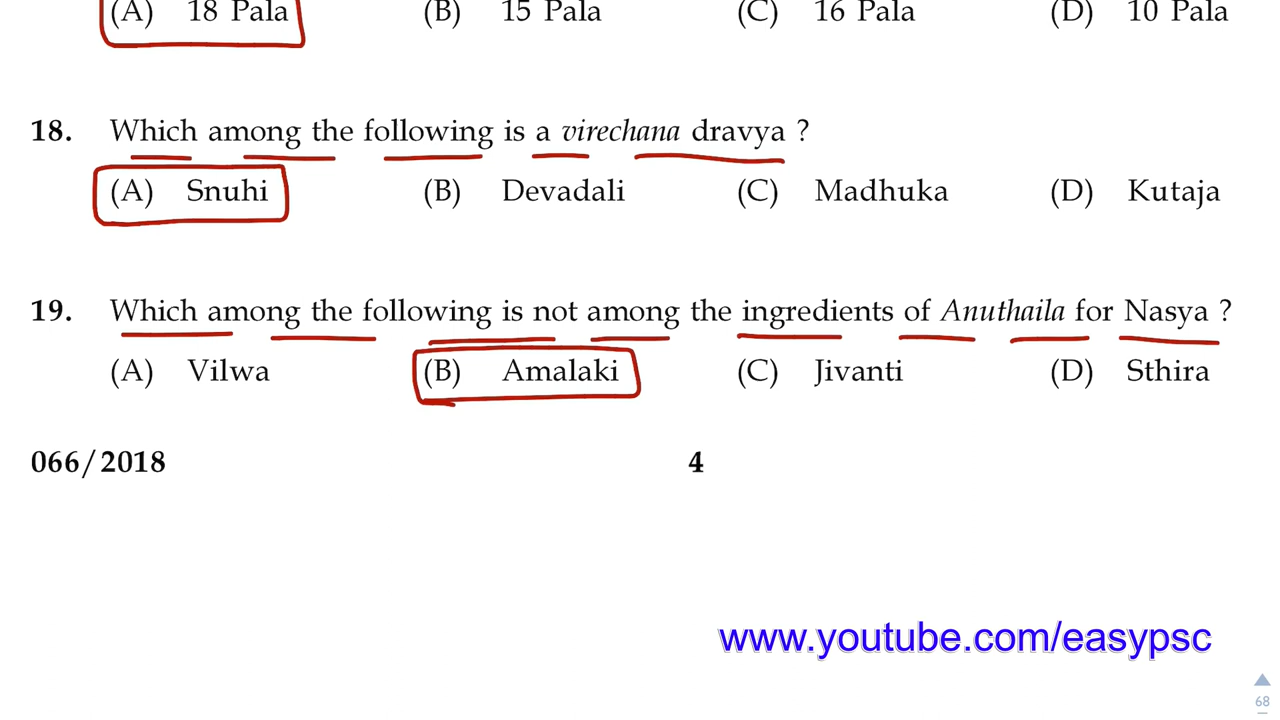 (A) 18 Pala (B) 15 Pala (C) 16 Pala (D) 10 Pala
18. Which among the following is a virechana dravya ?
(A) Snuhi (B) Devadali (C) Madhuka (D) Kutaja
19. Which among the following is not among the ingredients of Anuthaila for Nasya ?
(A) Vilwa (B) Amalaki (C) Jivanti (D) Sthira
066/2018 4
www.youtube.com/easypsc
68